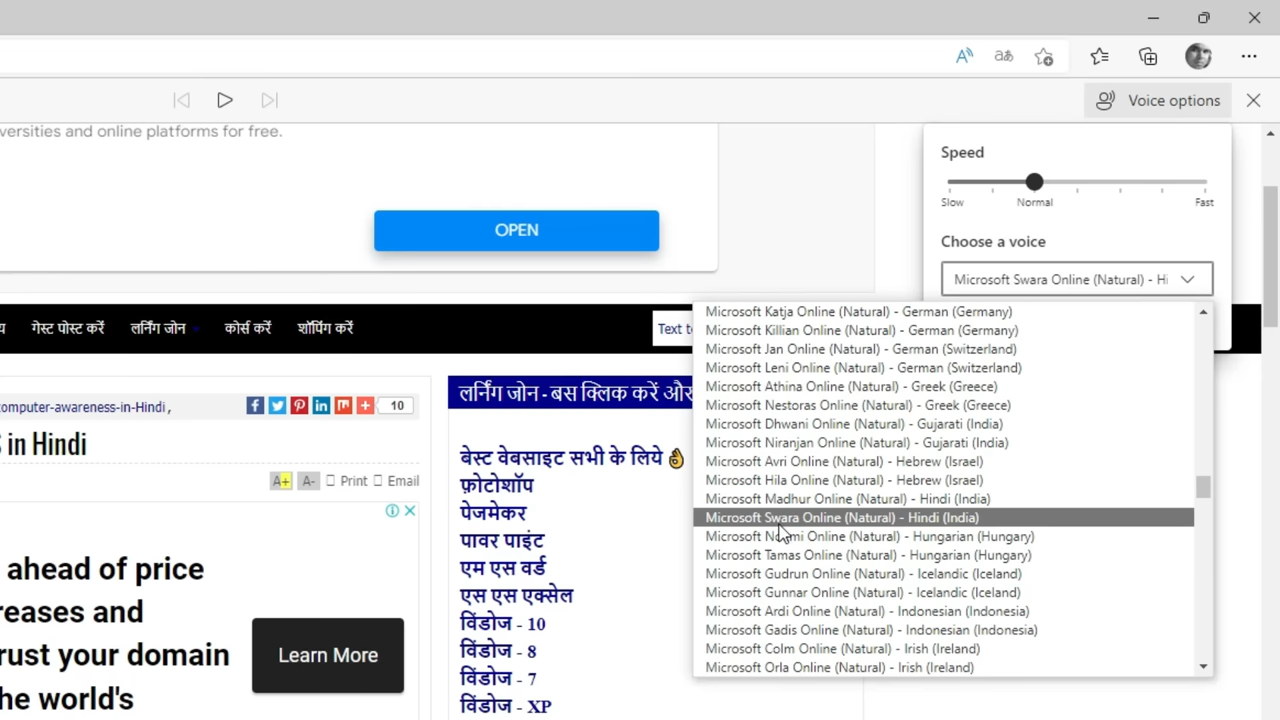 A
aあ
Voice options
versities and online platforms for free.
Speed
Slow
Normal
Fast
OPEN
Choose a voice
Microsoft Swara Online (Natural) - Hi
गेस्ट पोस्ट करें
लर्निंग जोन
कोर्स करें
शॉपिंग करें
Text t
Microsoft Katja Online (Natural) - German (Germany)
Microsoft Killian Online (Natural) - German (Germany)
Microsoft Jan Online (Natural) - German (Switzerland)
Microsoft Leni Online (Natural) - German (Switzerland)
Microsoft Athina Online (Natural) - Greek (Greece)
Microsoft Nestoras Online (Natural) - Greek (Greece)
Microsoft Dhwani Online (Natural) - Gujarati (India)
Microsoft Niranjan Online (Natural) - Gujarati (India)
Microsoft Avri Online (Natural) - Hebrew (Israel)
Microsoft Hila Online (Natural) - Hebrew (Israel)
Microsoft Madhur Online (Natural) - Hindi (India)
Microsoft Swara Online (Natural) - Hindi (India)
Microsoft Noemi Online (Natural) - Hungarian (Hungary)
Microsoft Tamas Online (Natural) - Hungarian (Hungary)
Microsoft Gudrun Online (Natural) - Icelandic (Iceland)
Microsoft Gunnar Online (Natural) - Icelandic (Iceland)
Microsoft Ardi Online (Natural) - Indonesian (Indonesia)
Microsoft Gadis Online (Natural) - Indonesian (Indonesia)
Microsoft Colm Online (Natural) - Irish (Ireland)
Microsoft Orla Online (Natural) - Irish (Ireland)
omputer-awareness-in-Hindi,
10
in Hindi
A+ A- Print Email
ahead of price
reases and
rust your domain
he world's
Learn More
लर्निंग जोन - बस क्लिक करें और
बेस्ट वेबसाइट सभी के लिये 👌
फ़ोटोशॉप
पेजमेकर
पावर पाइंट
एम एस वर्ड
एस एस एक्सेल
विंडोज - 10
विंडोज - 8
विंडोज - 7
विंडोज - XP